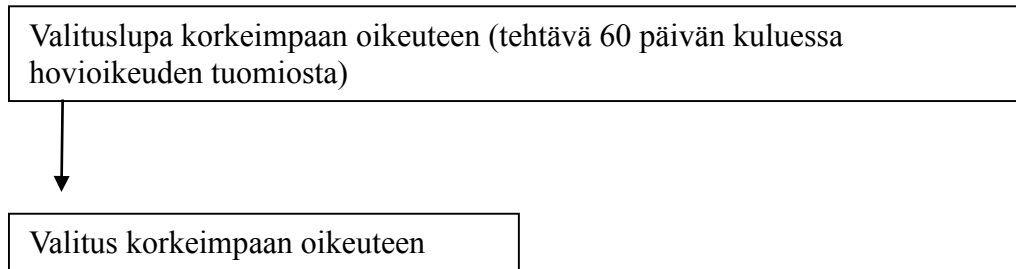 Valituslupa korkeimpaan oikeuteen (tehtävä 60 päivän kuluessa
hovioikeuden tuomiosta)
Valitus korkeimpaan oikeuteen